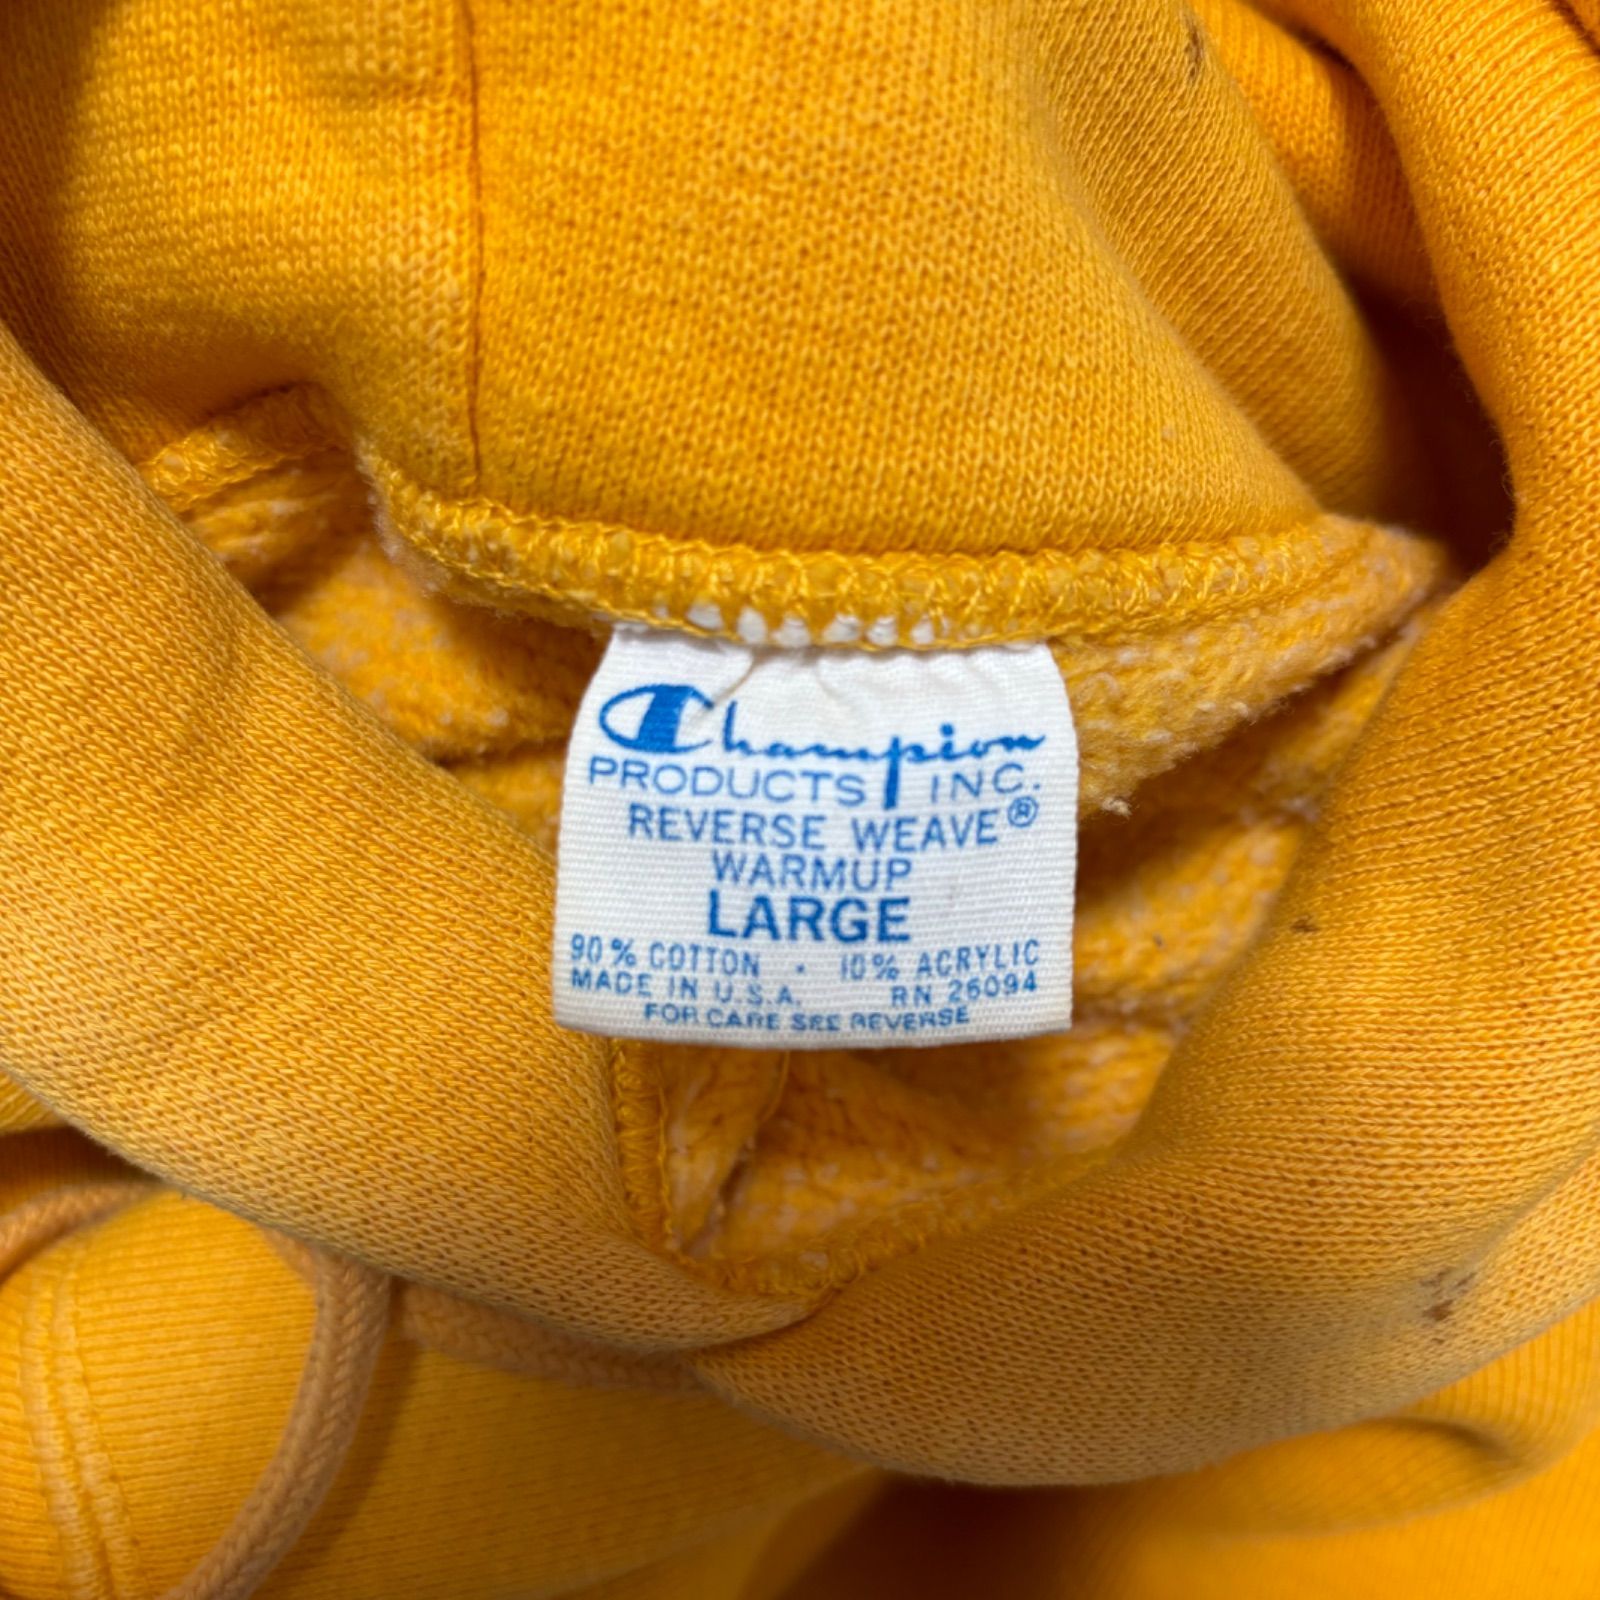 Champion
PRODUCTS INC.
REVERSE WEAVE®
WARMUP
LARGE
90% COTTON · 10% ACRYLIC
MADE IN U.S.A. RN 26094
FOR CARE SEE REVERSE